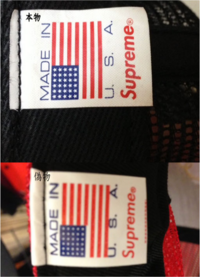 本物
MADE IN
U. S. A.
Supreme®
偽物
MADE IN
U. S. A.
Supreme®